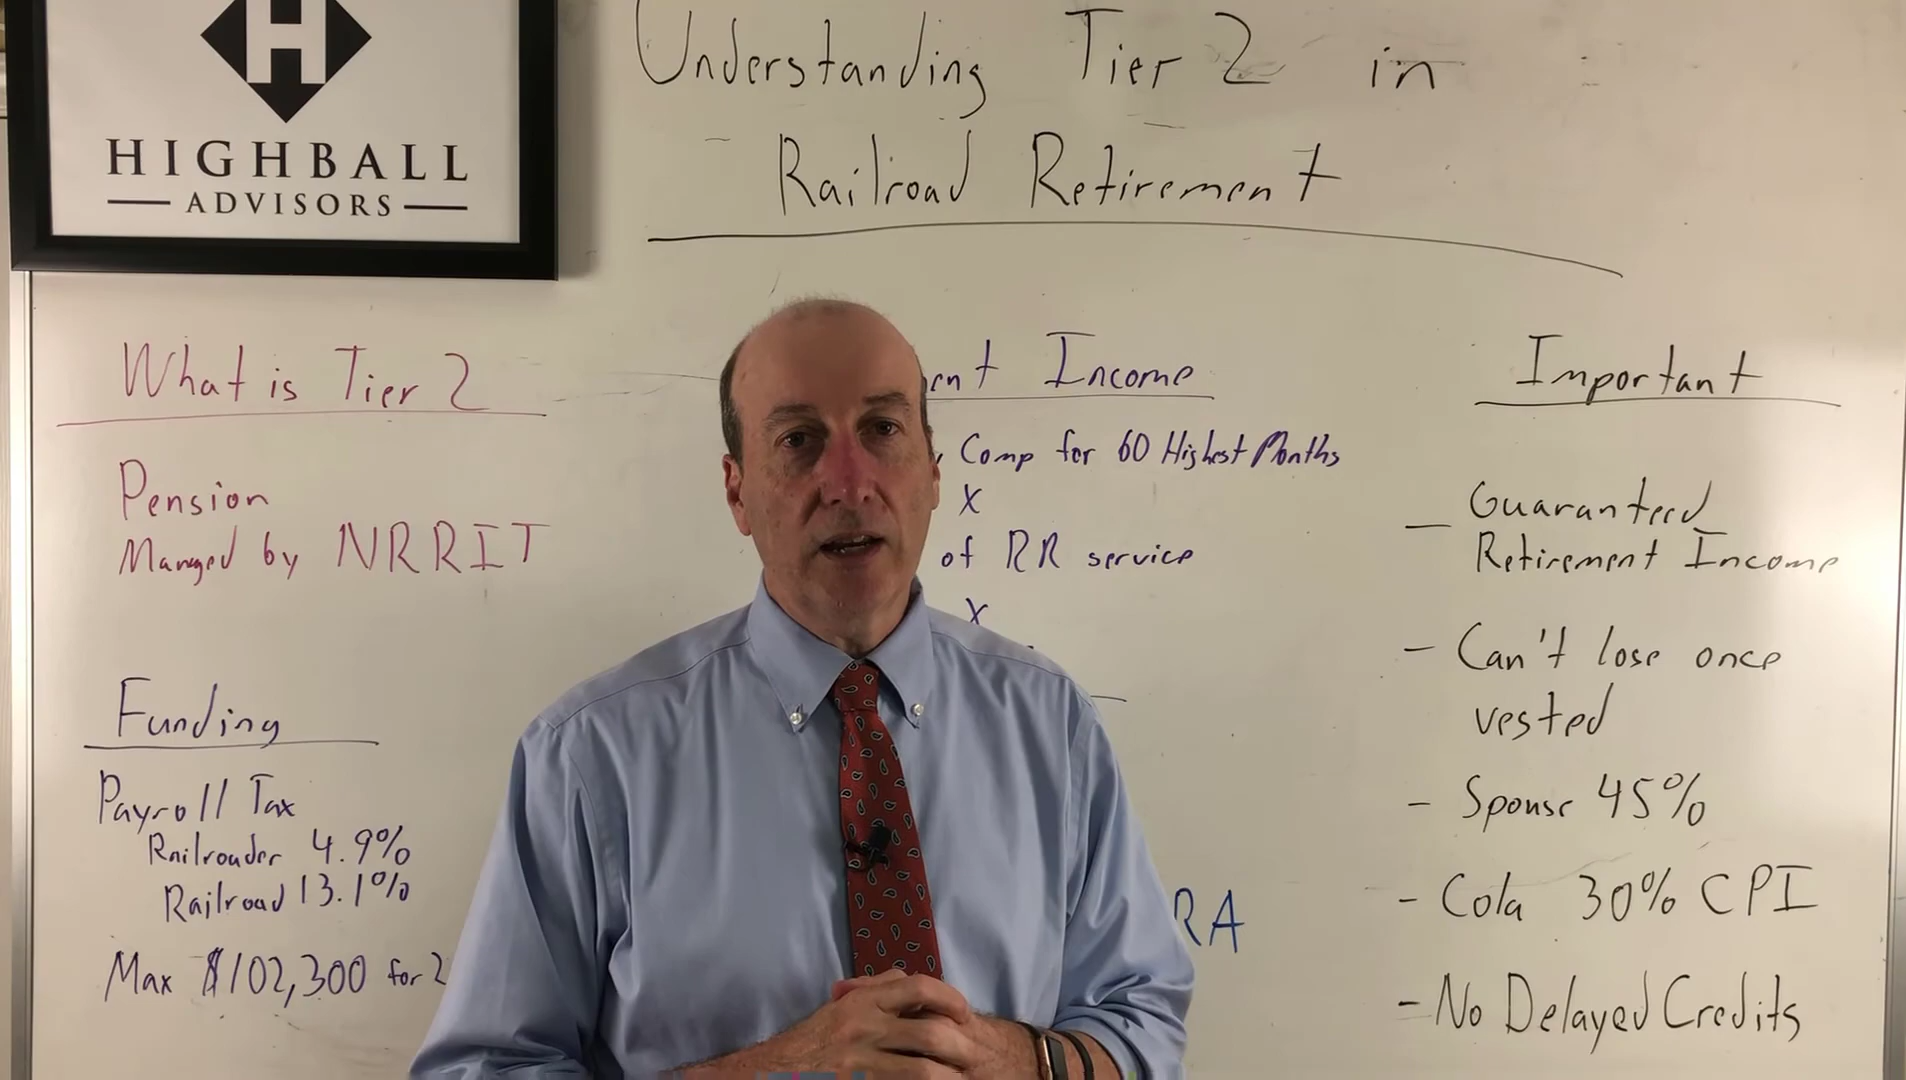 H
HIGHBALL
ADVISORS
Understanding Tier 2 in
Railroad Retirement
What is Tier 2
Pension
Manged by NRRIT
Funding
Payroll Tax
Railroader 4.9%
Railroad 13.1%
Max $102,300 for 2
Income
Comp for 60 Highest Months
X
of RR service
X
RA
Important
- Guaranteed
Retirement Income
- Can't lose once
vested
- Spouse 45%
- Cola 30% CPI
- No Delayed Credits